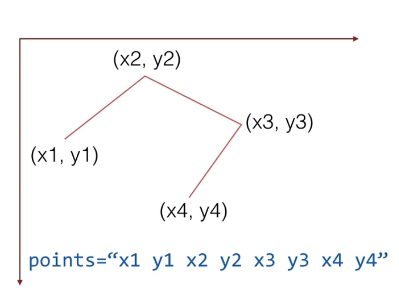 (x2, y2)
(x3, y3)
(x1, y1)
(x4, y4)
points=“x1 y1 x2 y2 x3 y3 x4 y4”